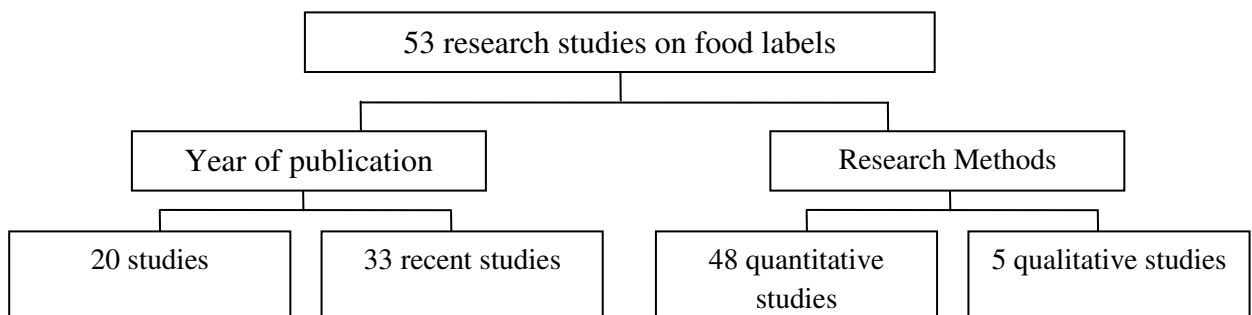 53 research studies on food labels
Year of publication
Research Methods
20 studies
33 recent studies
48 quantitative
studies
5 qualitative studies